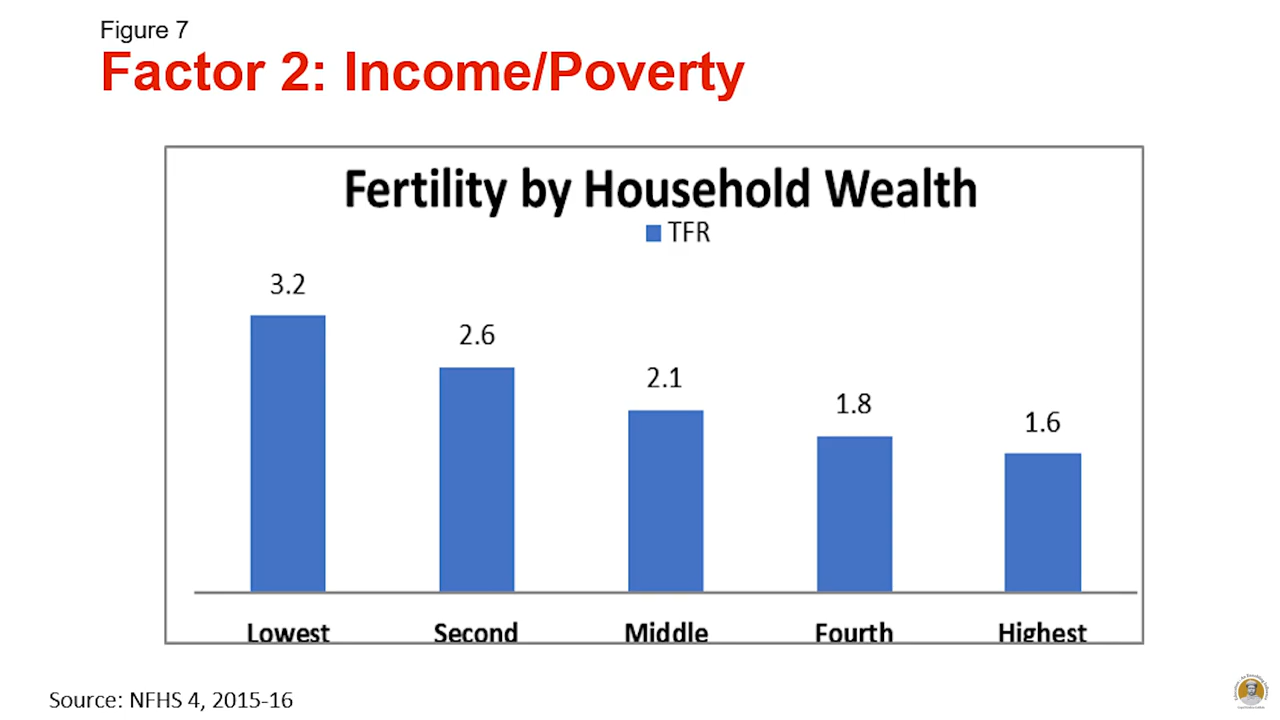 Figure 7
Factor 2: Income/Poverty
Fertility by Household Wealth
TFR
3.2
2.6
2.1
1.8
1.6
Lowest Second Middle Fourth Highest
Source: NFHS 4, 2015-16